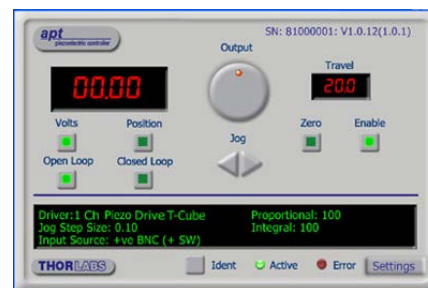 apt
piezoelectric controller
SN: 81000001: V1.0.12(1.0.1)
Output
Travel
00.00
20.0
Volts Position
Jog
Zero Enable
Open Loop Closed Loop
Driver:1 Ch Piezo Drive T-Cube
Proportional: 100
Jog Step Size: 0.10
Integral: 100
Input Source: +ve BNC (+ SW)
THORLABS
Ident Active Error Settings